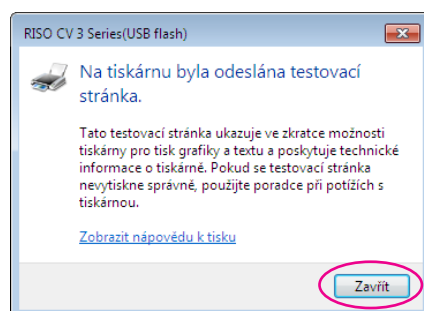 RISO CV 3 Series(USB flash)
Na tiskárnu byla odeslána testovací
stránka.
Tato testovací stránka ukazuje ve zkratce možnosti
tiskárny pro tisk grafiky a textu a poskytuje technické
informace o tiskárně. Pokud se testovací stránka
nevytiskne správně, použijte poradce při potížích s
tiskárnou.
Zobrazit nápovědu k tisku
Zavřít